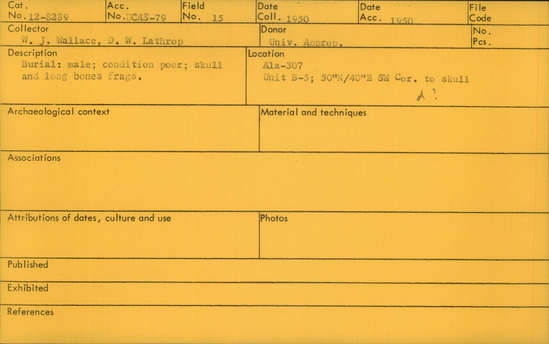 Cat. No. 12-8289 Acc. No. UCAS-79 Field No. 15 Date Coll. 1950 Date Acc. 1950 File Code
Collector Donor No. Pcs.
W. J. Wallace, D. W. Lathrop Univ. Approp.
Description Location
Burial: male; condition poor; skull Ala-307
and long bones frags. Unit B-5; 50"N/40"E SW Cor. to skull
?
Archaeological context Material and techniques
Associations
Attributions of dates, culture and use Photos
Published
Exhibited
References